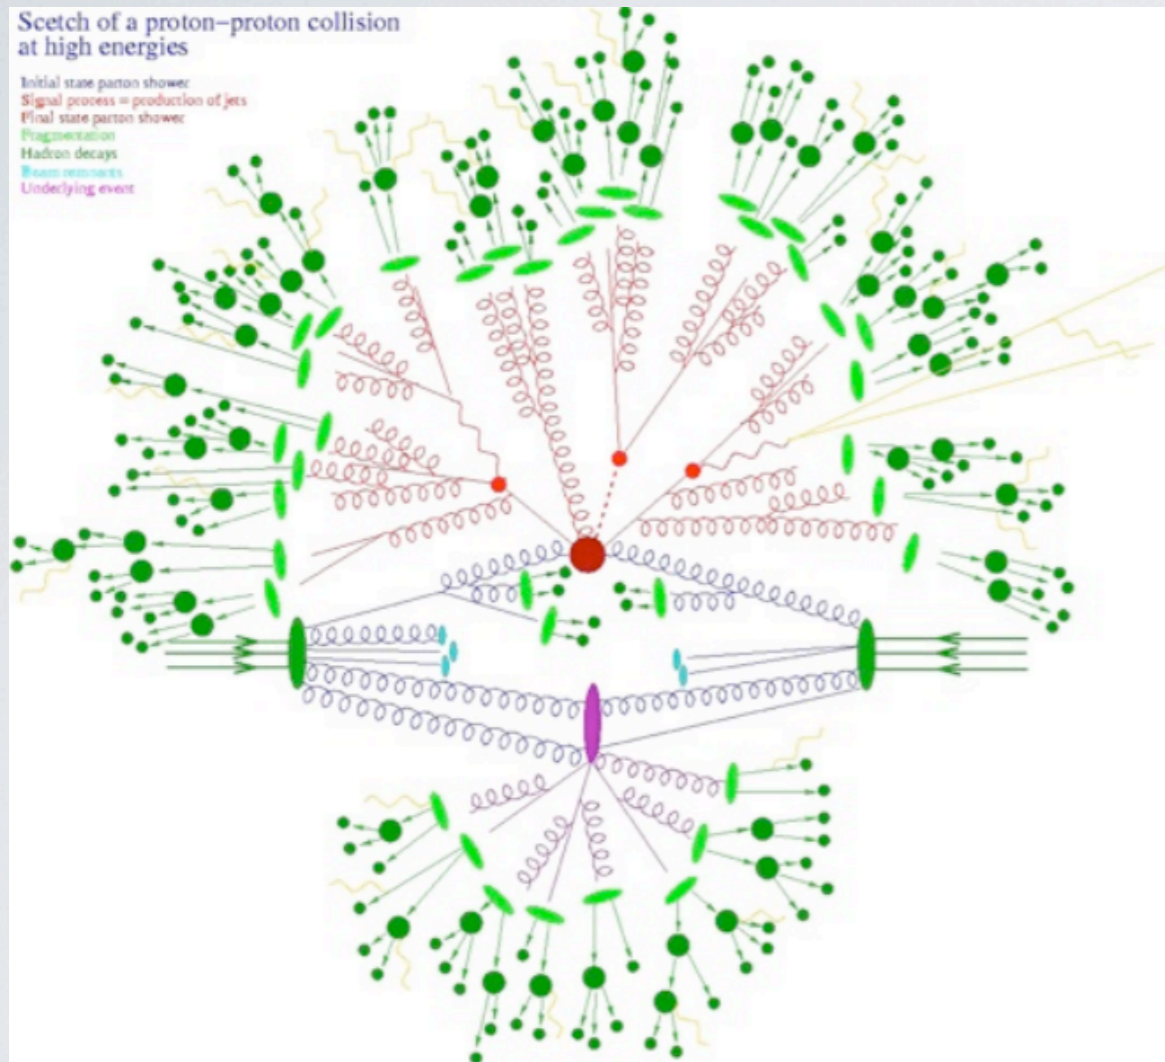 Scetch of a proton–proton collision
at high energies
Initial state parton shower
Signal process = production of jets
Final state parton shower
Fragmentation
Hadron decays
Beam remnants
Underlying event